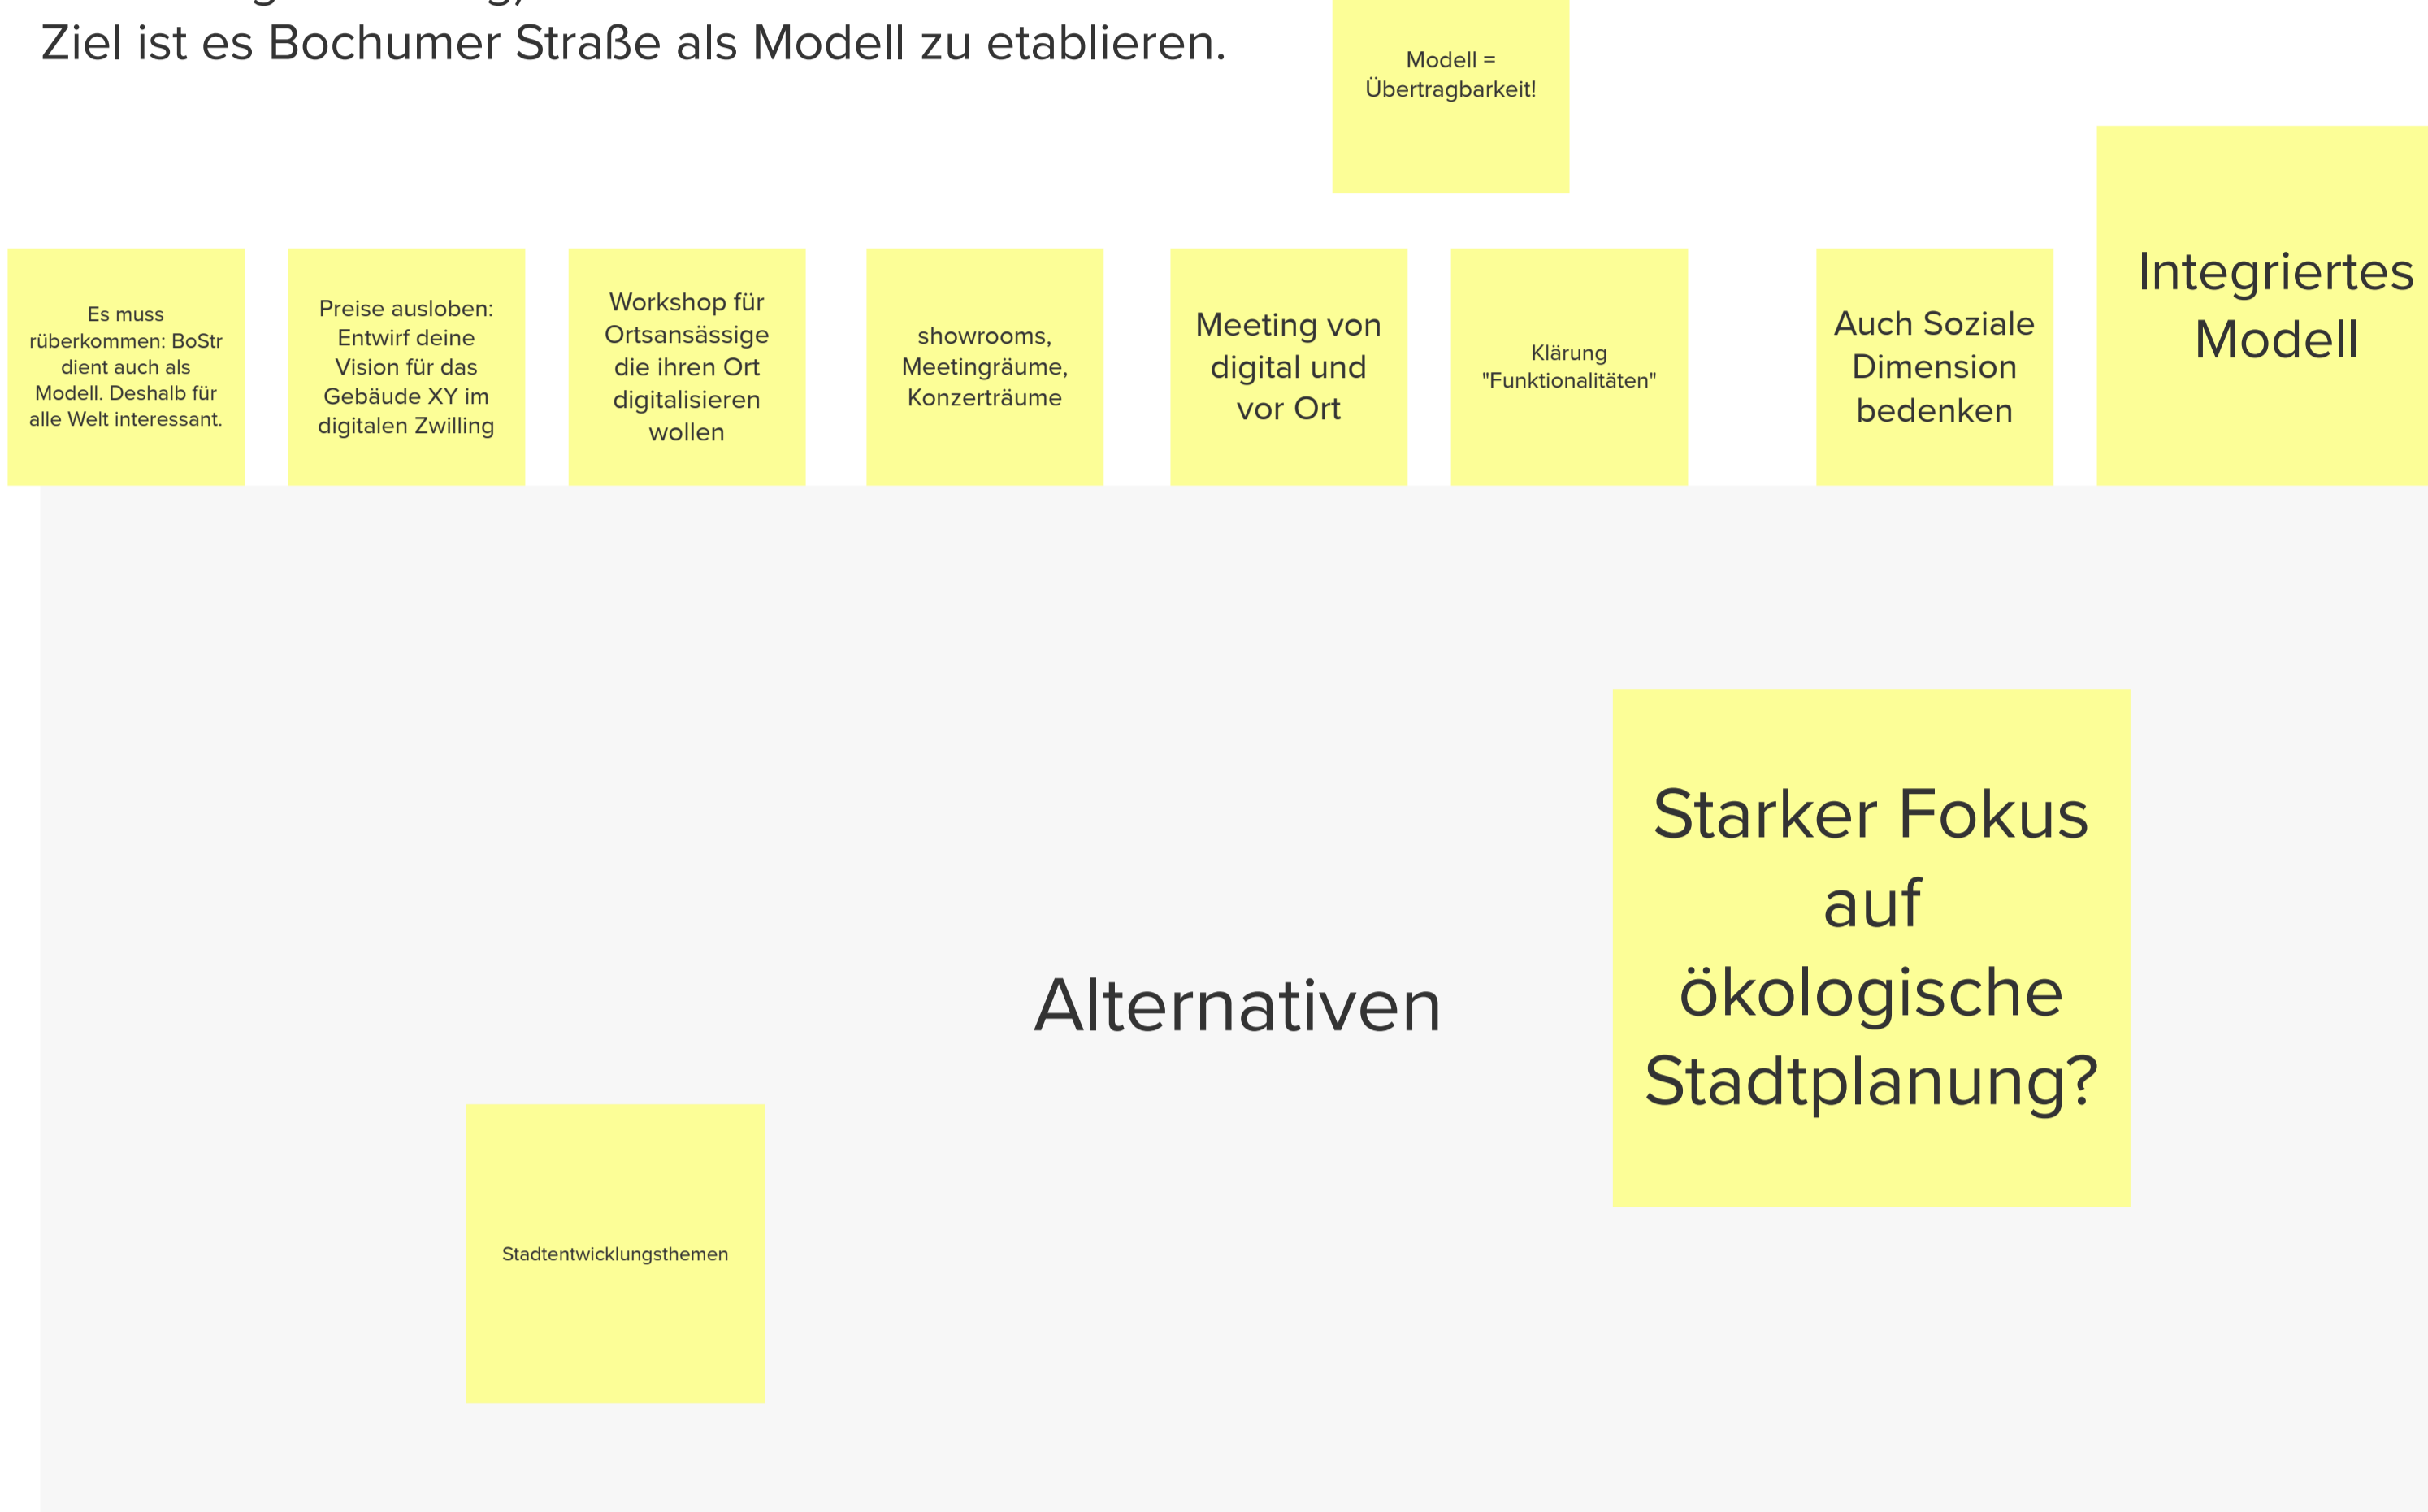 Ziel ist es Bochumer Straße als Modell zu etablieren.
Modell =
Übertragbarkeit!
Es muss
rüberkommen: BoStr
dient auch als
Modell. Deshalb für
alle Welt interessant.
Preise ausloben:
Entwirf deine
Vision für das
Gebäude XY im
digitalen Zwilling
Workshop für
Ortsansässige
die ihren Ort
digitalisieren
wollen
showrooms,
Meetingräume,
Konzerträume
Meeting von
digital und
vor Ort
Klärung
"Funktionalitäten"
Auch Soziale
Dimension
bedenken
Integriertes
Modell
Alternativen
Starker Fokus
auf
ökologische
Stadtplanung?
Stadtentwicklungsthemen